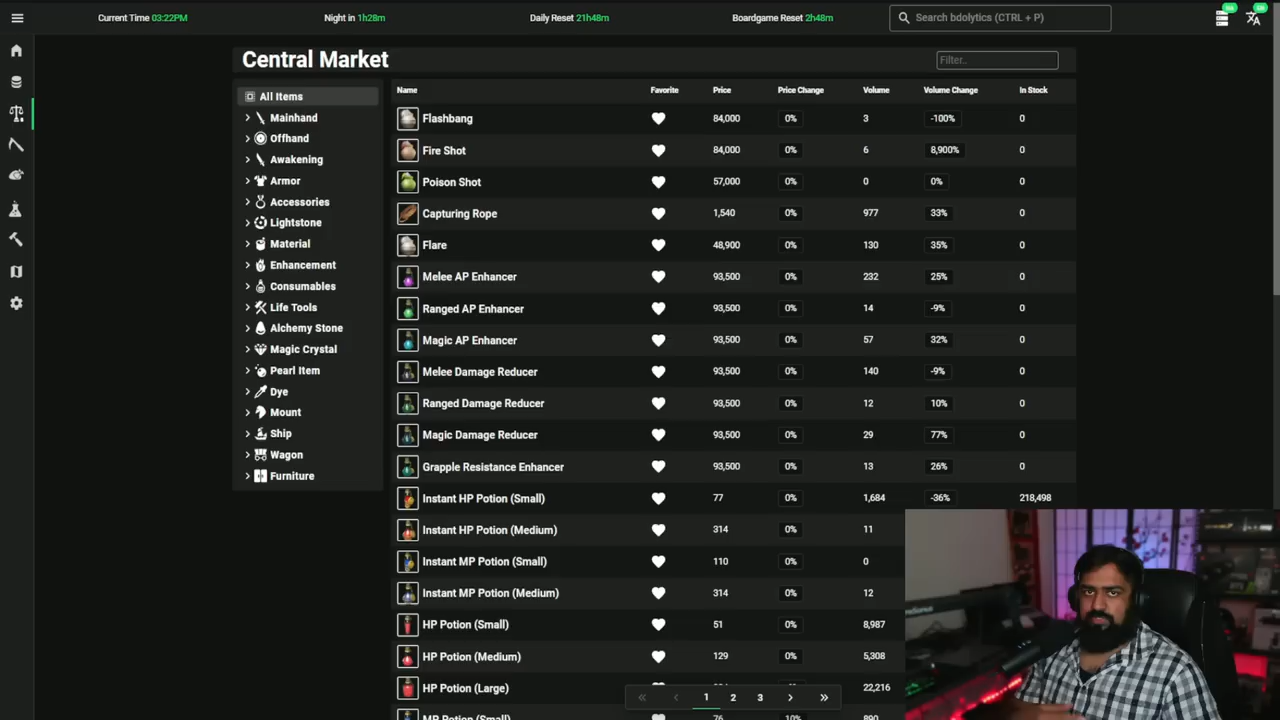 Current Time 03:22PM Night in 1h28m Daily Reset 21h48m Boardgame Reset 2h48m Search bdolytics (CTRL + P) NA EN
Central Market Filter..
All Items
Mainhand
Offhand
Awakening
Armor
Accessories
Lightstone
Material
Enhancement
Consumables
Life Tools
Alchemy Stone
Magic Crystal
Pearl Item
Dye
Mount
Ship
Wagon
Furniture
Name Favorite Price Price Change Volume Volume Change In Stock
Flashbang 84,000 0% 3 -100% 0
Fire Shot 84,000 0% 6 8,900% 0
Poison Shot 57,000 0% 0 0% 0
Capturing Rope 1,540 0% 977 33% 0
Flare 48,900 0% 130 35% 0
Melee AP Enhancer 93,500 0% 232 25% 0
Ranged AP Enhancer 93,500 0% 14 -9% 0
Magic AP Enhancer 93,500 0% 57 32% 0
Melee Damage Reducer 93,500 0% 140 -9% 0
Ranged Damage Reducer 93,500 0% 12 10% 0
Magic Damage Reducer 93,500 0% 29 77% 0
Grapple Resistance Enhancer 93,500 0% 13 26% 0
Instant HP Potion (Small) 77 0% 1,684 -36% 218,498
Instant HP Potion (Medium) 314 0% 11
Instant MP Potion (Small) 110 0% 0
Instant MP Potion (Medium) 314 0% 12
HP Potion (Small) 51 0% 8,987
HP Potion (Medium) 129 0% 5,308
HP Potion (Large) 22,216
« ‹ 1 2 3 › »
MP Potion (Small) 76 10% 890